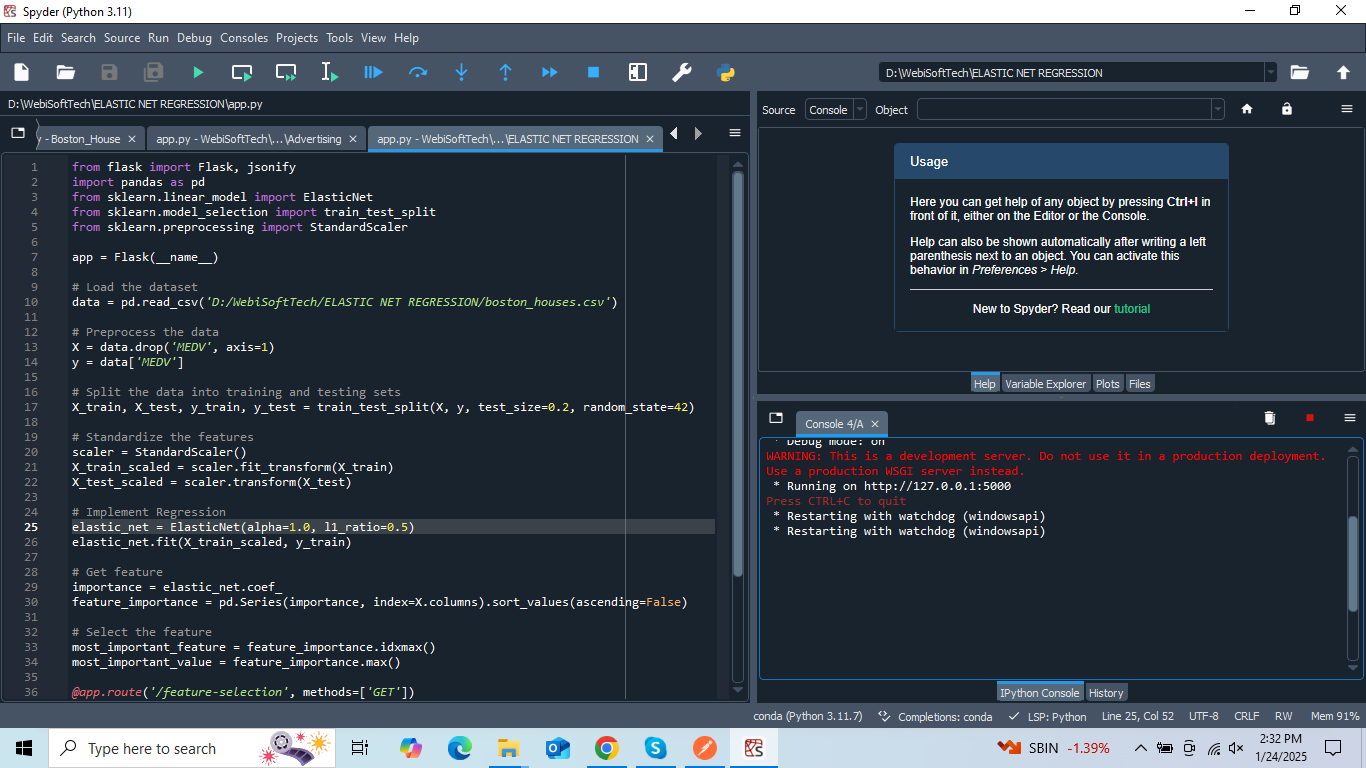 Spyder (Python 3.11)
File Edit Search Source Run Debug Consoles Projects Tools View Help
D:\WebiSoftTech\ELASTIC NET REGRESSION
D:\WebiSoftTech\ELASTIC NET REGRESSION\app.py
y - Boston_House app.py - WebiSoftTech\...\Advertising app.py - WebiSoftTech\...\ELASTIC NET REGRESSION
1 from flask import Flask, jsonify
2 import pandas as pd
3 from sklearn.linear_model import ElasticNet
4 from sklearn.model_selection import train_test_split
5 from sklearn.preprocessing import StandardScaler
6
7 app = Flask(__name__)
8
9 # Load the dataset
10 data = pd.read_csv('D:/WebiSoftTech/ELASTIC NET REGRESSION/boston_houses.csv')
11
12 # Preprocess the data
13 X = data.drop('MEDV', axis=1)
14 y = data['MEDV']
15
16 # Split the data into training and testing sets
17 X_train, X_test, y_train, y_test = train_test_split(X, y, test_size=0.2, random_state=42)
18
19 # Standardize the features
20 scaler = StandardScaler()
21 X_train_scaled = scaler.fit_transform(X_train)
22 X_test_scaled = scaler.transform(X_test)
23
24 # Implement Regression
25 elastic_net = ElasticNet(alpha=1.0, l1_ratio=0.5)
26 elastic_net.fit(X_train_scaled, y_train)
27
28 # Get feature
29 importance = elastic_net.coef_
30 feature_importance = pd.Series(importance, index=X.columns).sort_values(ascending=False)
31
32 # Select the feature
33 most_important_feature = feature_importance.idxmax()
34 most_important_value = feature_importance.max()
35
36 @app.route('/feature-selection', methods=['GET'])
Source Console Object
Usage
Here you can get help of any object by pressing Ctrl+I in
front of it, either on the Editor or the Console.
Help can also be shown automatically after writing a left
parenthesis next to an object. You can activate this
behavior in Preferences > Help.
New to Spyder? Read our tutorial
Help Variable Explorer Plots Files
Console 4/A
* Debug mode: on
WARNING: This is a development server. Do not use it in a production deployment.
Use a production WSGI server instead.
* Running on http://127.0.0.1:5000
Press CTRL+C to quit
* Restarting with watchdog (windowsapi)
* Restarting with watchdog (windowsapi)
IPython Console History
conda (Python 3.11.7) Completions: conda LSP: Python Line 25, Col 52 UTF-8 CRLF RW Mem 91%
Type here to search
SBIN -1.39%
2:32 PM
1/24/2025